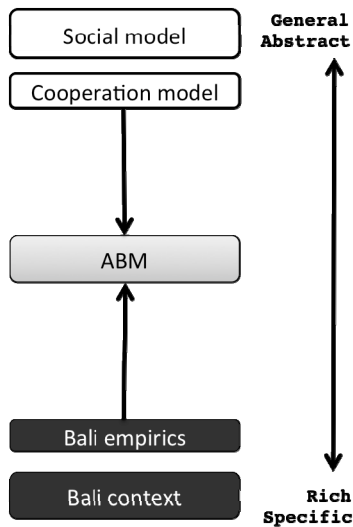 Social model
General
Abstract
Cooperation model
ABM
Bali empirics
Bali context
Rich
Specific